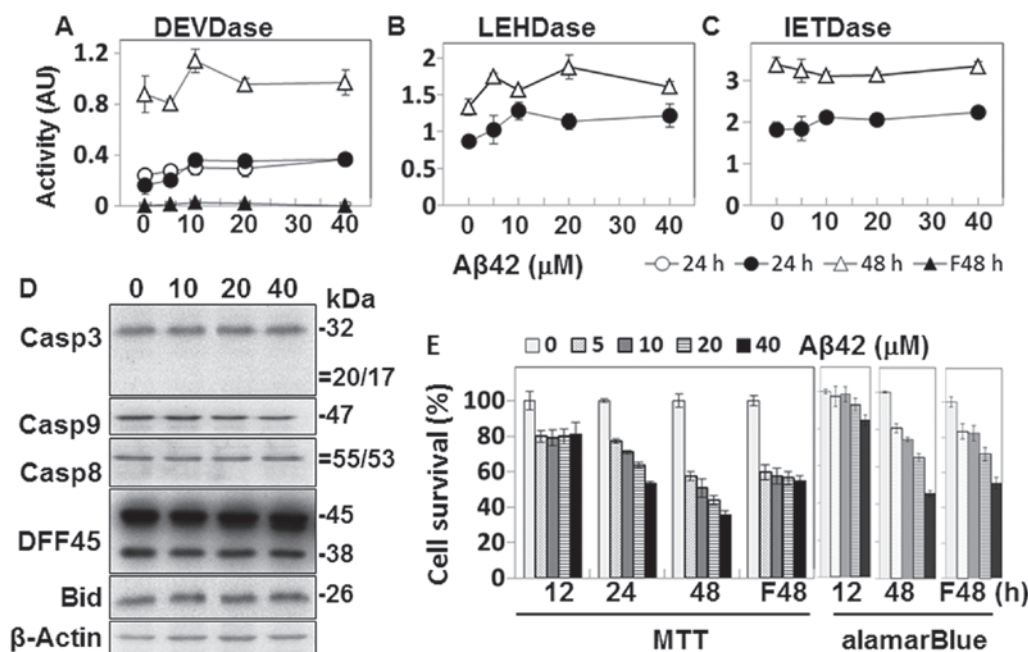 A DEVDase
B LEHDase
C IETDase
Activity (AU)
1.2
0.8
0.4
0
0 10 20 30 40
2
1.5
1
0.5
0
0 10 20 30 40
3
2
1
0
0 10 20 30 40
Aβ42 (μM)
24 h 24 h 48 h F48 h
D 0 10 20 40 kDa
Casp3 -32
=20/17
Casp9 -47
Casp8 =55/53
DFF45 -45
-38
Bid -26
β-Actin
E 0 5 10 20 40 Aβ42 (μM)
Cell survival (%)
100
80
60
40
20
0
12 24 48 F48 12 48 F48 (h)
MTT alamarBlue